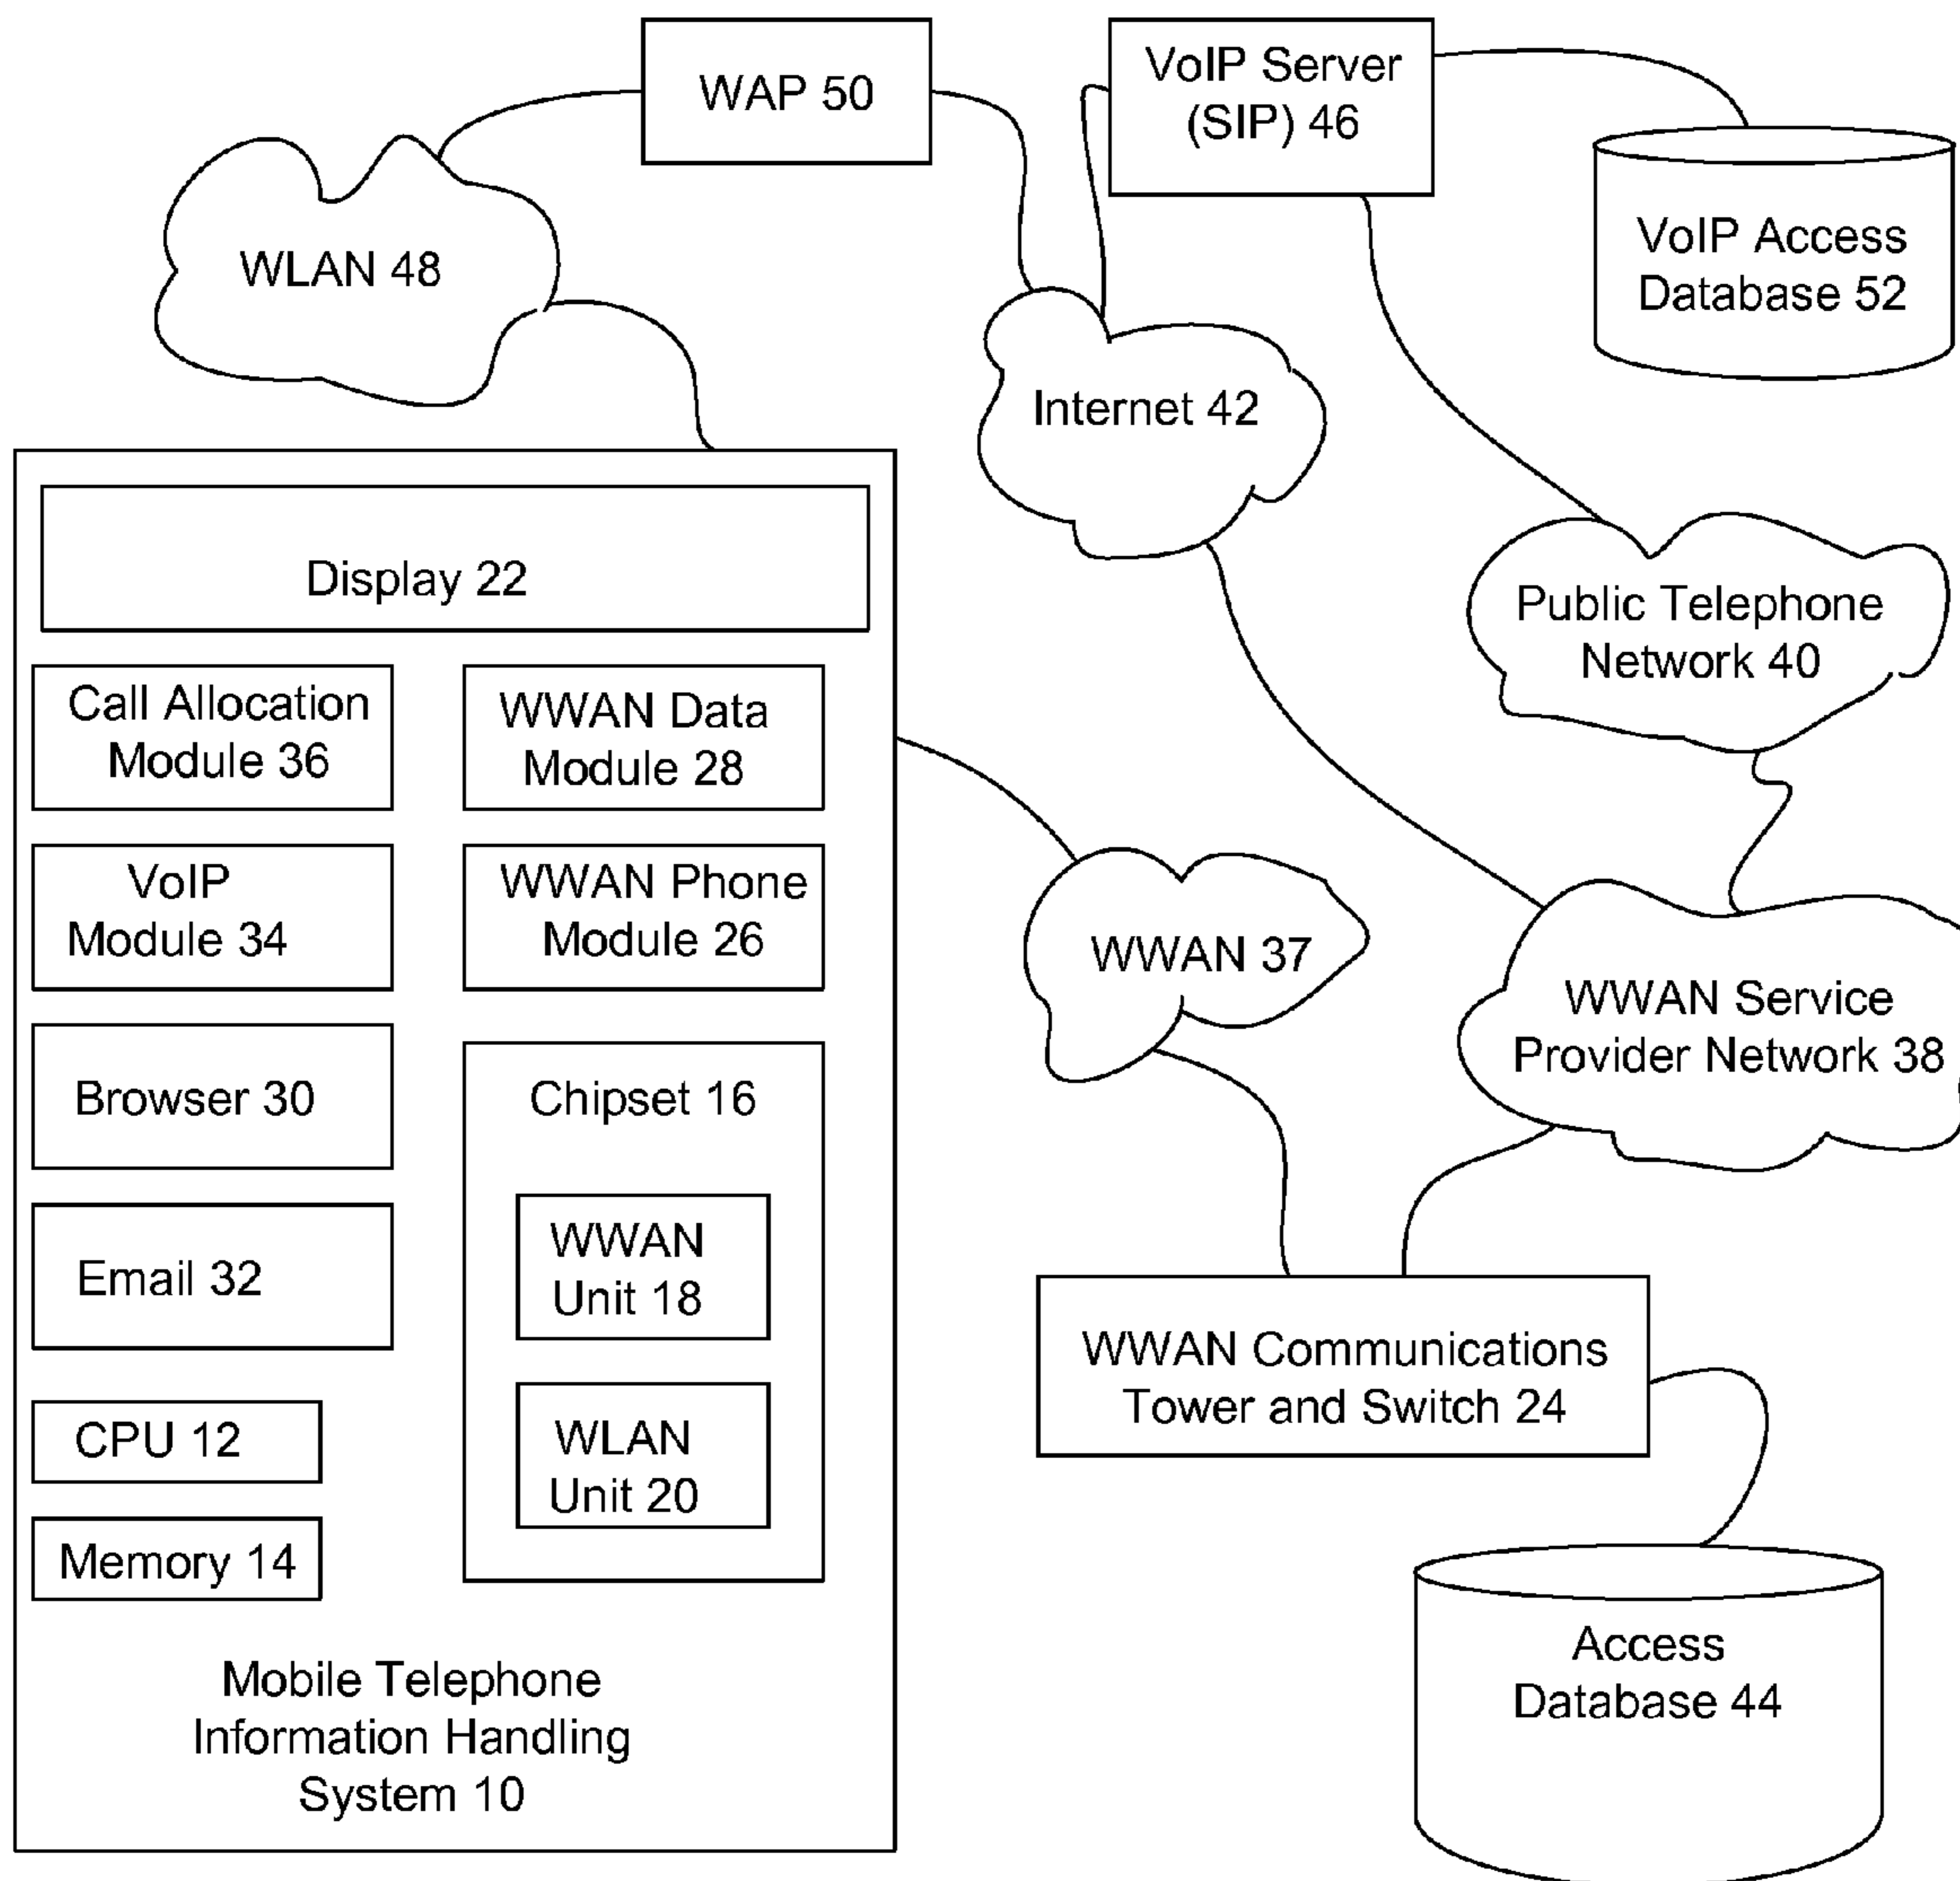 WAP 50
VoIP Server
(SIP) 46
VoIP Access
Database 52
WLAN 48
Internet 42
Public Telephone
Network 40
Display 22
Call Allocation
Module 36
WWAN Data
Module 28
VoIP
Module 34
WWAN Phone
Module 26
Browser 30
Chipset 16
Email 32
WWAN
Unit 18
CPU 12
WLAN
Unit 20
Memory 14
Mobile Telephone
Information Handling
System 10
WWAN 37
WWAN Service
Provider Network 38
WWAN Communications
Tower and Switch 24
Access
Database 44